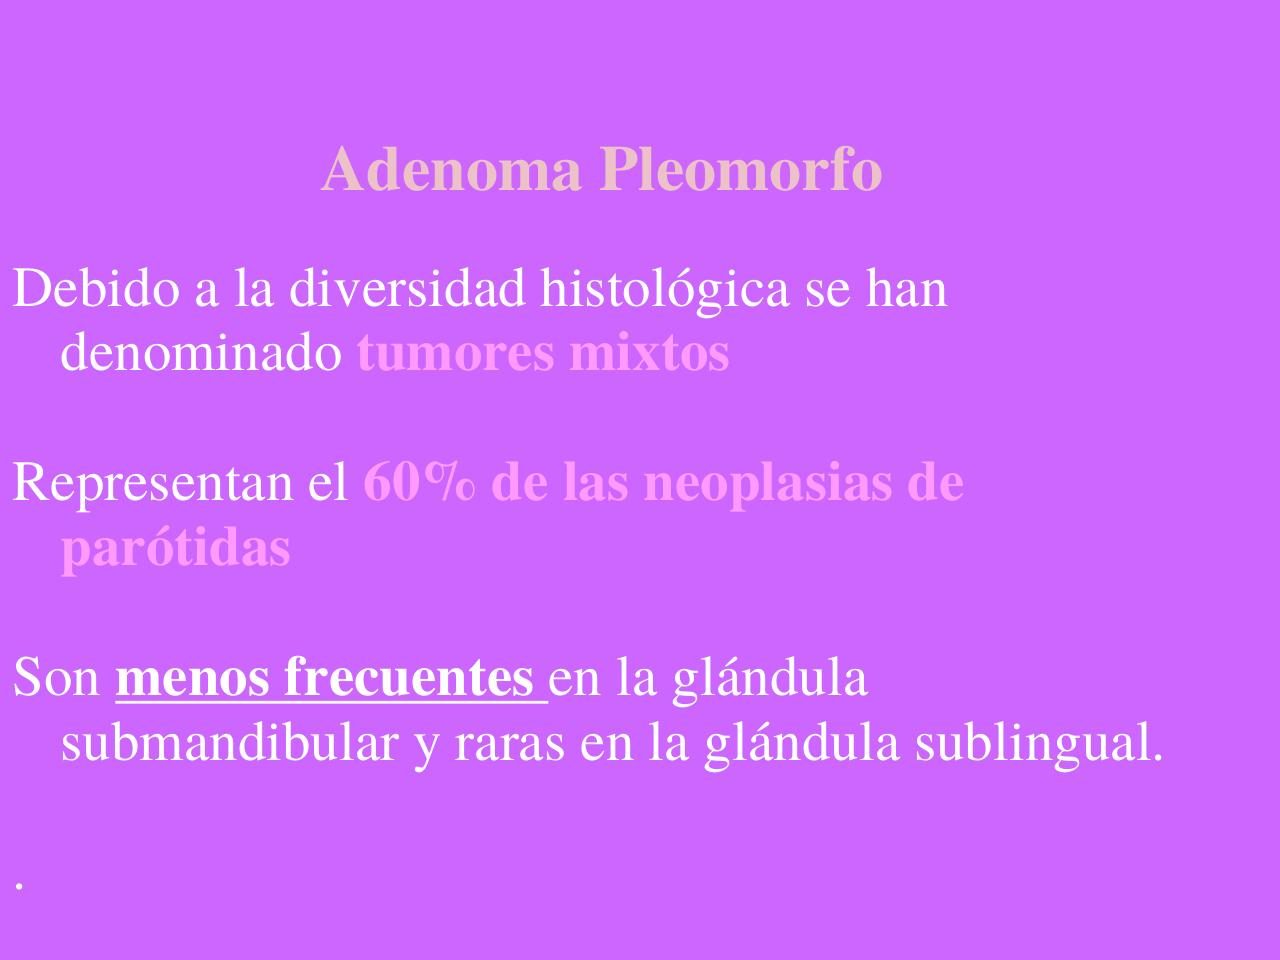 Adenoma Pleomorfo
Debido a la diversidad histológica se han
denominado tumores mixtos
Representan el 60% de las neoplasias de
parótidas
Son menos frecuentes en la glándula
submandibular y raras en la glándula sublingual.
.